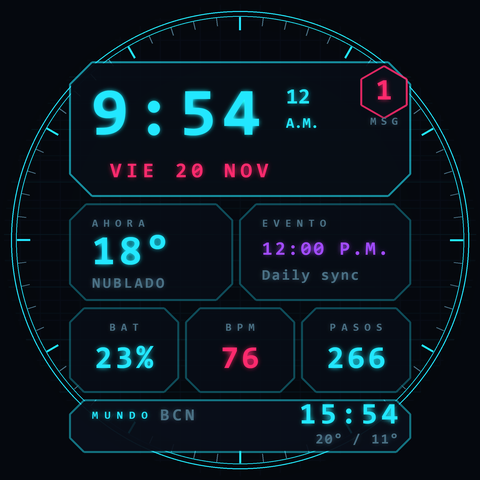 9:54 12 A.M.
1
MSG
VIE 20 NOV
AHORA
18°
NUBLADO
EVENTO
12:00 P.M.
Daily sync
BAT
23%
BPM
76
PASOS
266
MUNDO BCN
15:54
20° / 11°